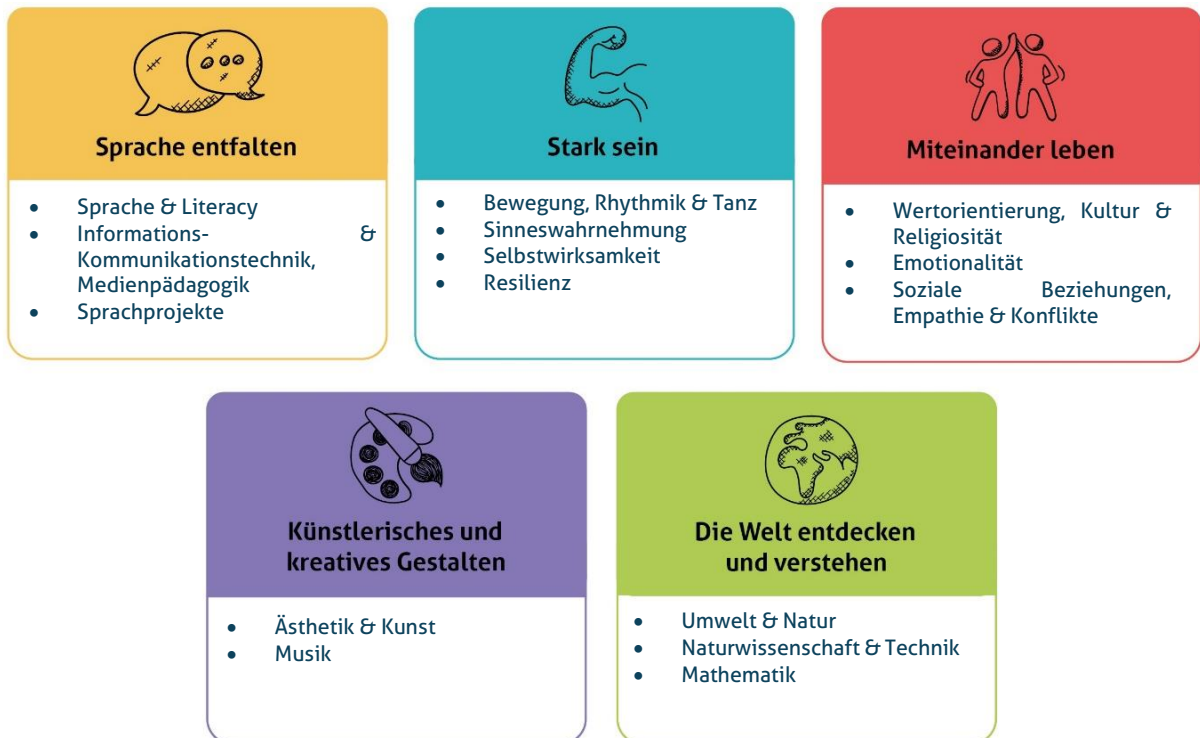 Sprache entfalten
• Sprache & Literacy
• Informations- &
Kommunikationstechnik,
Medienpädagogik
• Sprachprojekte
Stark sein
• Bewegung, Rhythmik & Tanz
• Sinneswahrnehmung
• Selbstwirksamkeit
• Resilienz
Miteinander leben
• Wertorientierung, Kultur &
Religiosität
• Emotionalität
• Soziale Beziehungen,
Empathie & Konflikte
Künstlerisches und
kreatives Gestalten
• Ästhetik & Kunst
• Musik
Die Welt entdecken
und verstehen
• Umwelt & Natur
• Naturwissenschaft & Technik
• Mathematik